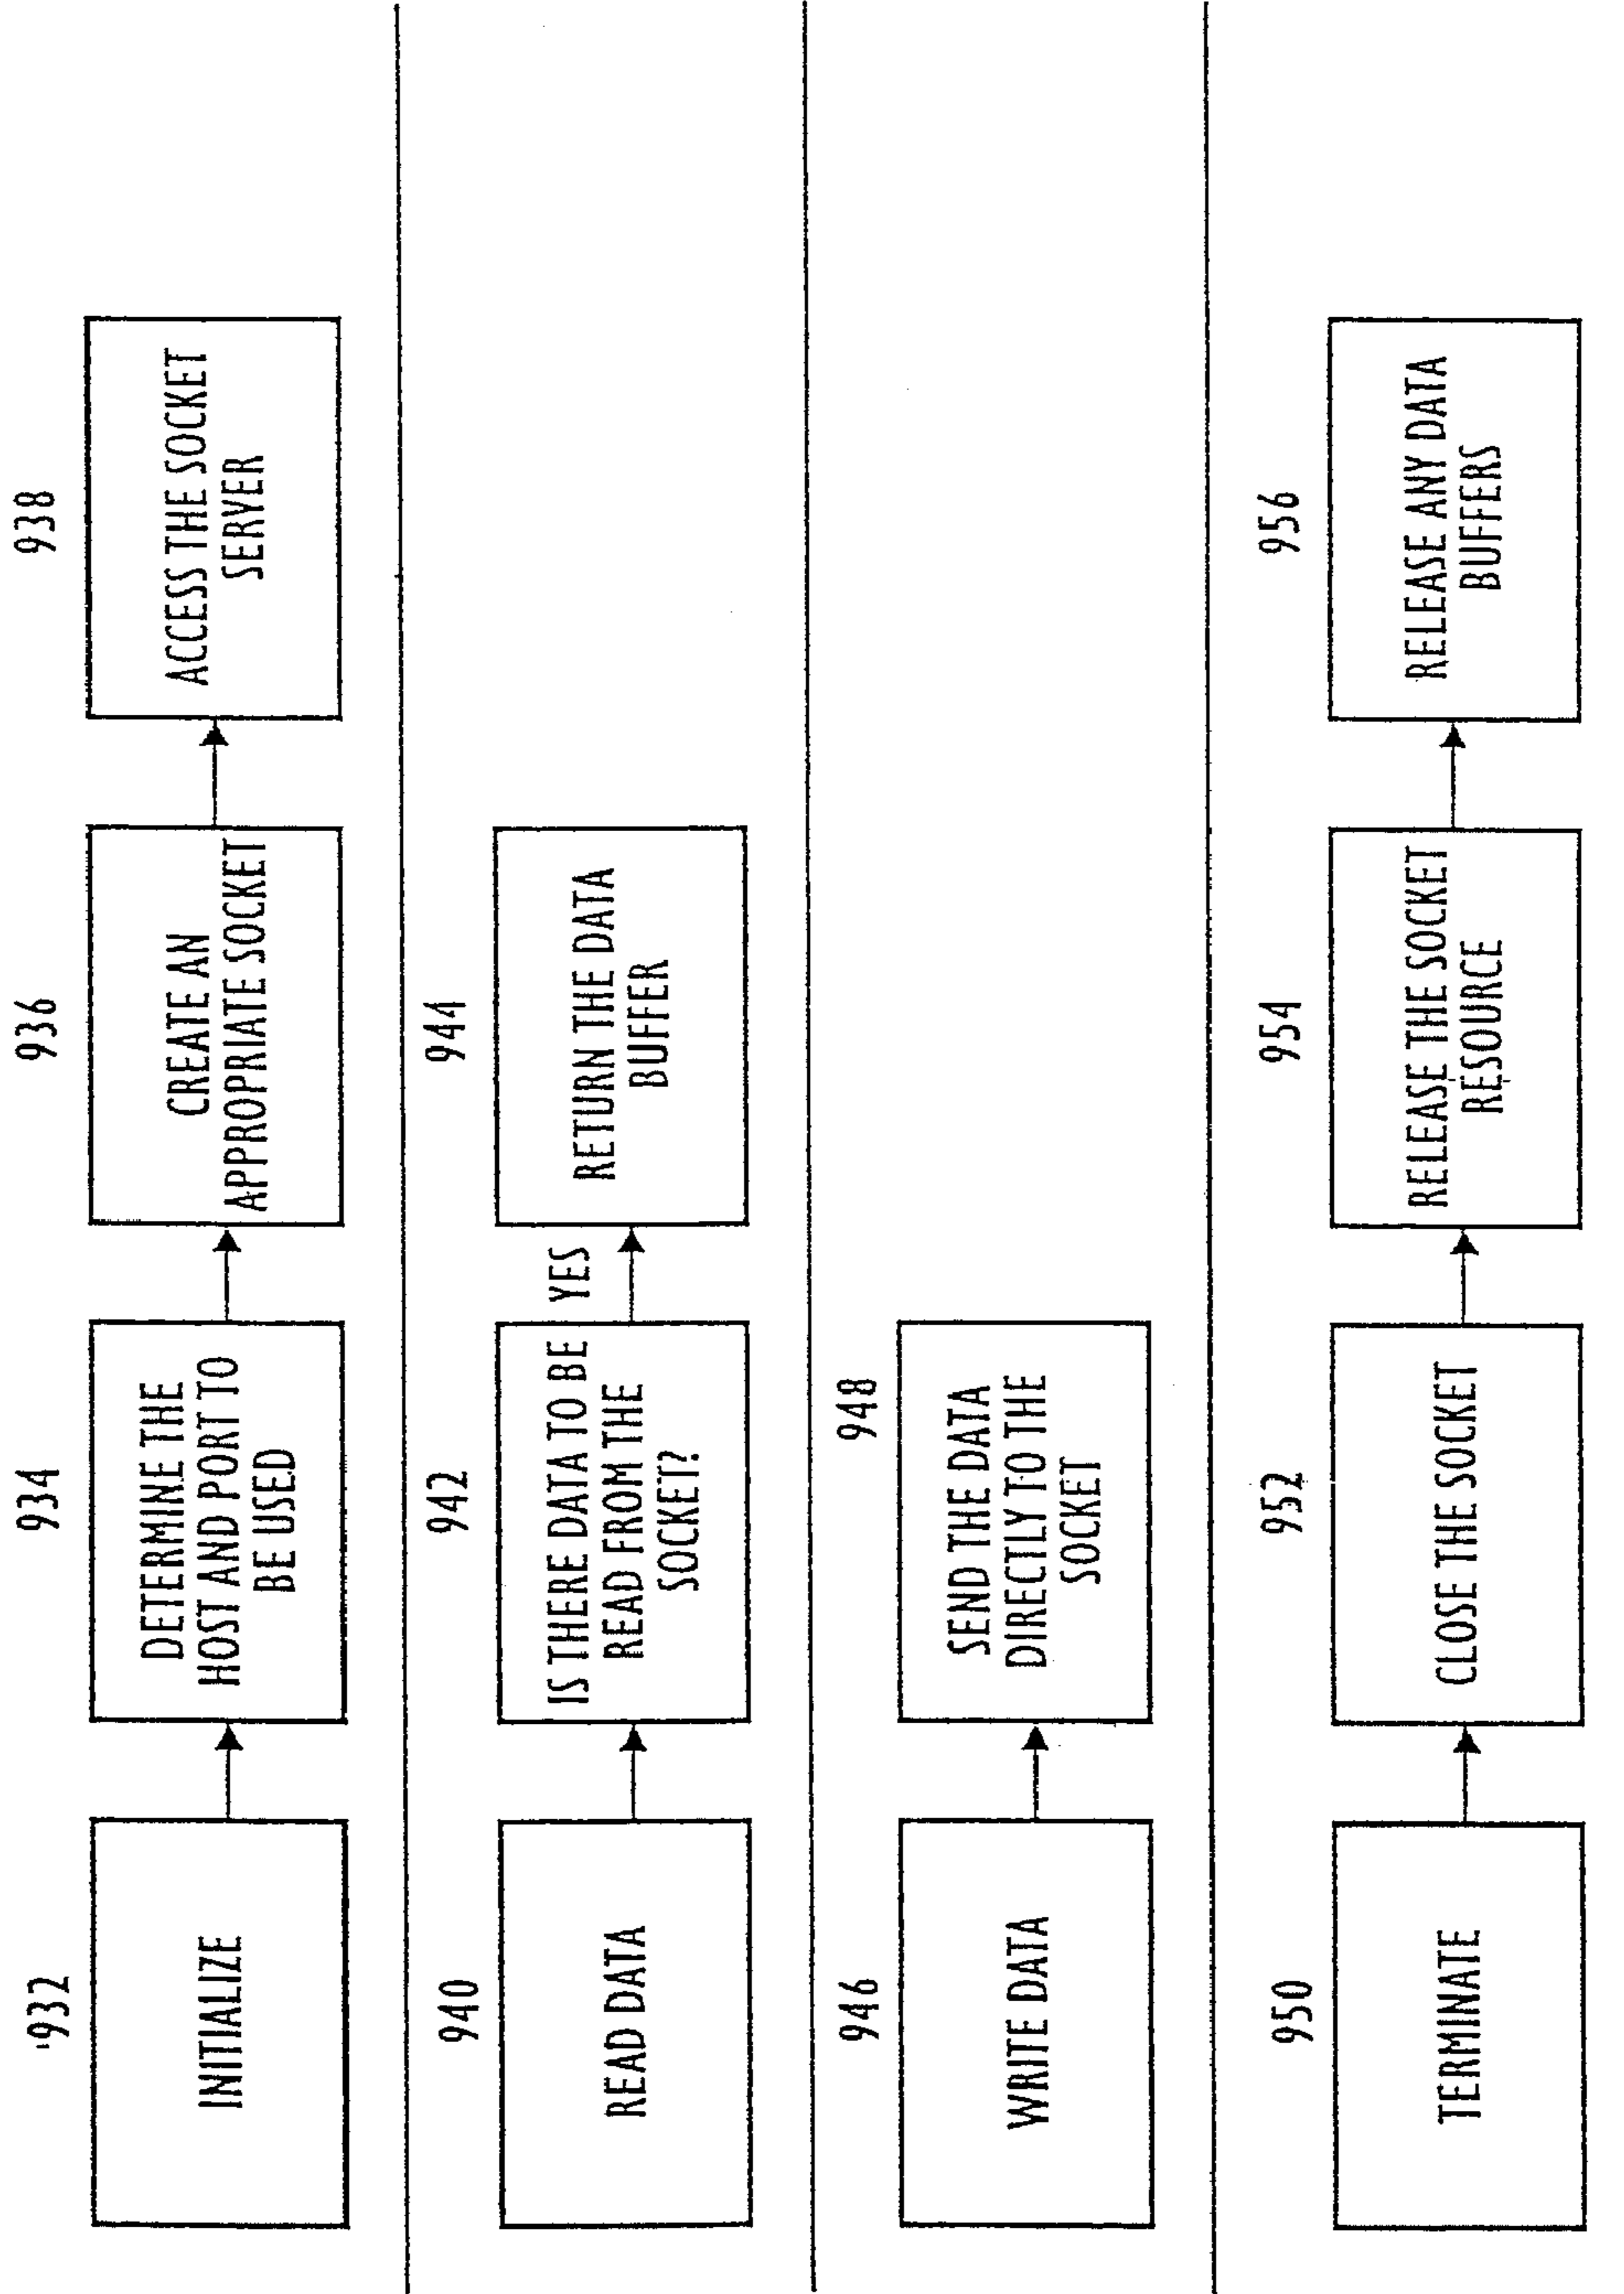 932
INITIALIZE
934
DETERMINE THE
HOST AND PORT TO
BE USED
936
CREATE AN
APPROPRIATE SOCKET
938
ACCESS THE SOCKET
SERVER
940
READ DATA
942
IS THERE DATA TO BE
READ FROM THE
SOCKET?
YES
944
RETURN THE DATA
BUFFER
946
WRITE DATA
948
SEND THE DATA
DIRECTLY TO THE
SOCKET
950
TERMINATE
952
CLOSE THE SOCKET
954
RELEASE THE SOCKET
RESOURCE
956
RELEASE ANY DATA
BUFFERS